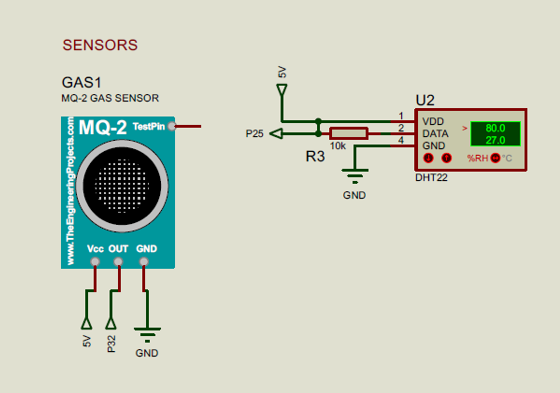 SENSORS
GAS1
MQ-2 GAS SENSOR
MQ-2
TestPin
www.TheEngineeringProjects.com
Vcc OUT GND
5V
P32
GND
5V
P25
R3
10k
GND
U2
1
2
4
VDD
DATA
GND
>
80.0
27.0
%RH
°C
DHT22